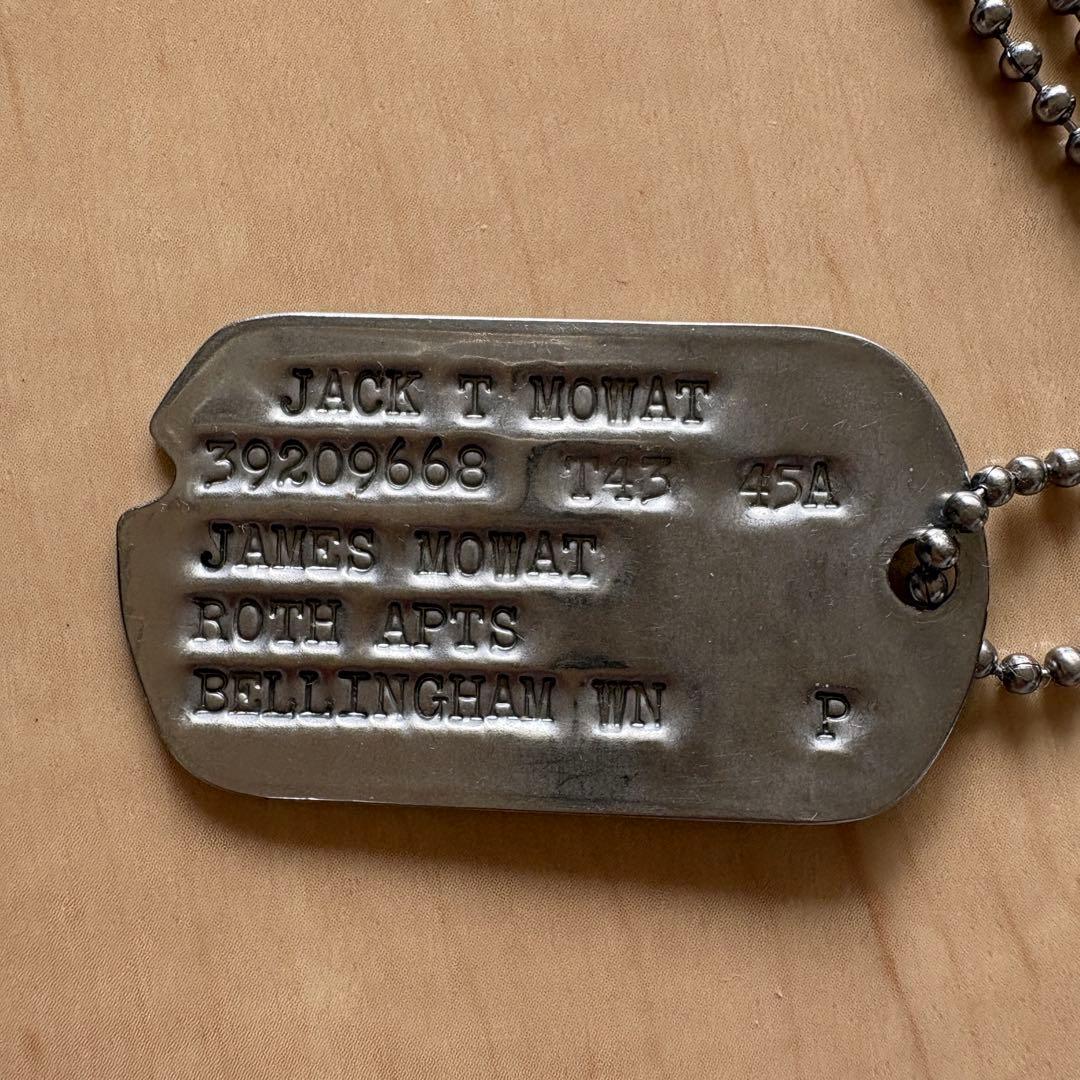 JACK T MOWAT
39209668 T43 45A
JAMES MOWAT
ROTH APTS
BELLINGHAM WN P